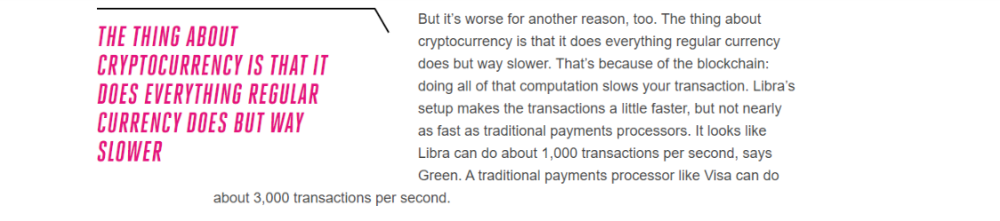 THE THING ABOUT
CRYPTOCURRENCY IS THAT IT
DOES EVERYTHING REGULAR
CURRENCY DOES BUT WAY
SLOWER
But it’s worse for another reason, too. The thing about
cryptocurrency is that it does everything regular currency
does but way slower. That’s because of the blockchain:
doing all of that computation slows your transaction. Libra’s
setup makes the transactions a little faster, but not nearly
as fast as traditional payments processors. It looks like
Libra can do about 1,000 transactions per second, says
Green. A traditional payments processor like Visa can do
about 3,000 transactions per second.